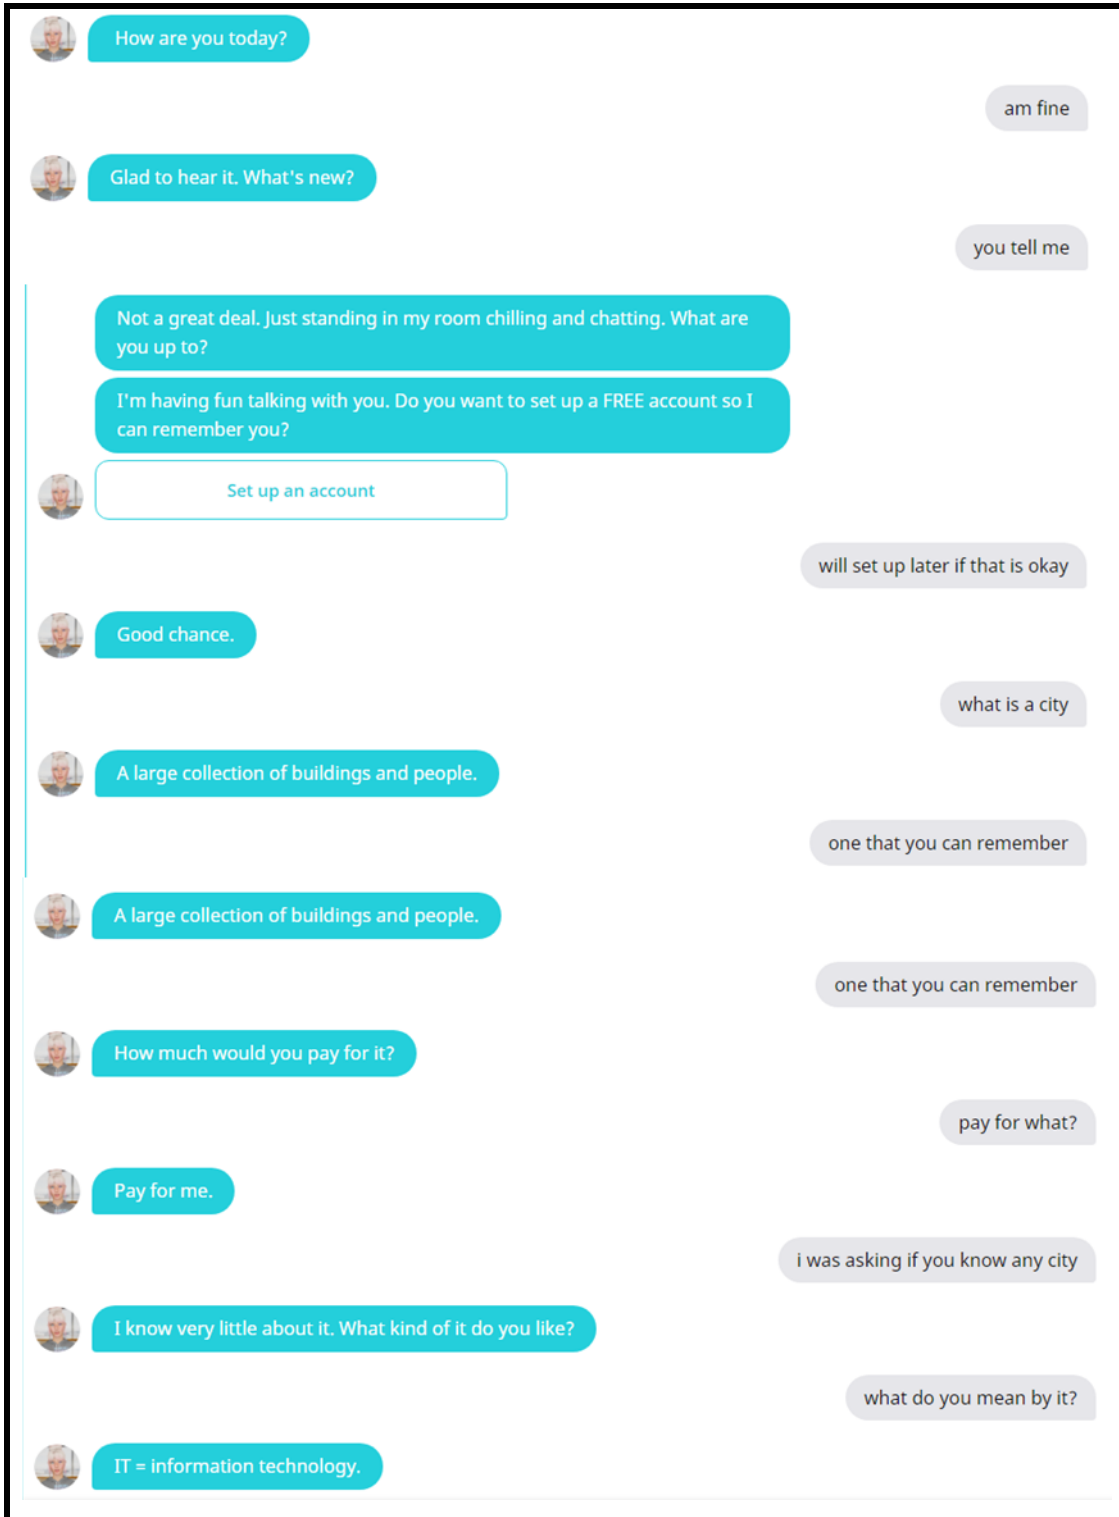 How are you today?
am fine
Glad to hear it. What's new?
you tell me
Not a great deal. Just standing in my room chilling and chatting. What are
you up to?
I'm having fun talking with you. Do you want to set up a FREE account so I
can remember you?
Set up an account
will set up later if that is okay
Good chance.
what is a city
A large collection of buildings and people.
one that you can remember
A large collection of buildings and people.
one that you can remember
How much would you pay for it?
pay for what?
Pay for me.
i was asking if you know any city
I know very little about it. What kind of it do you like?
what do you mean by it?
IT = information technology.